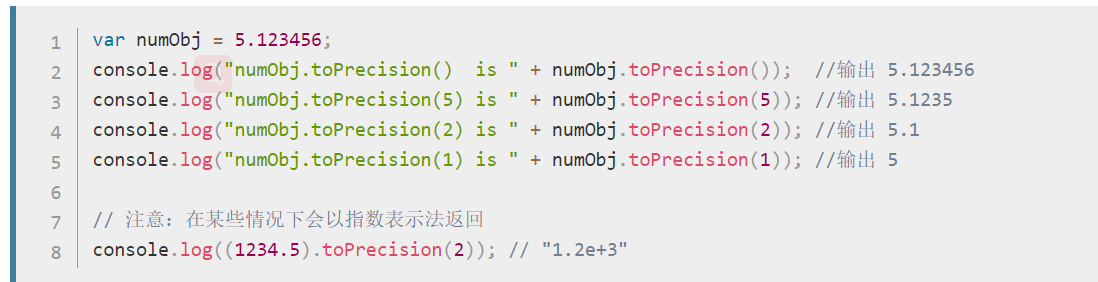 1 var numObj = 5.123456;
2 console.log("numObj.toPrecision()  is " + numObj.toPrecision());  //输出 5.123456
3 console.log("numObj.toPrecision(5) is " + numObj.toPrecision(5)); //输出 5.1235
4 console.log("numObj.toPrecision(2) is " + numObj.toPrecision(2)); //输出 5.1
5 console.log("numObj.toPrecision(1) is " + numObj.toPrecision(1)); //输出 5
6
7 // 注意：在某些情况下会以指数表示法返回
8 console.log((1234.5).toPrecision(2)); // "1.2e+3"